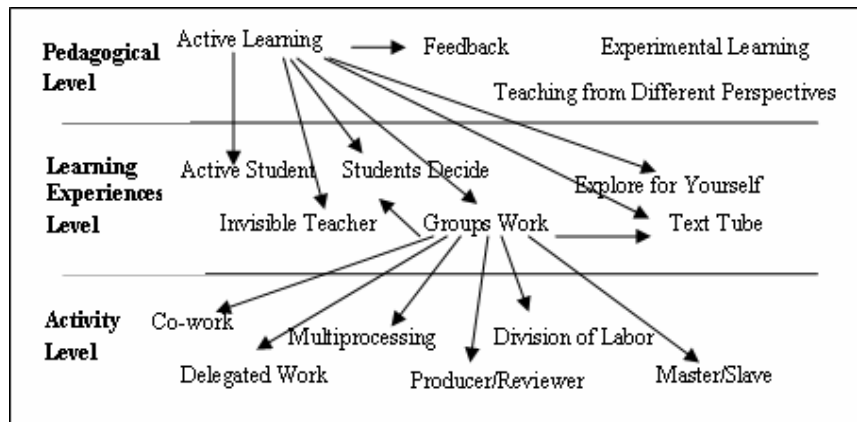 Pedagogical
Level
Active Learning
Feedback
Experimental Learning
Teaching from Different Perspectives
Learning
Experiences
Level
Active Student
Students Decide
Explore for Yourself
Invisible Teacher
Groups Work
Text Tube
Activity
Level
Co-work
Multiprocessing
Division of Labor
Delegated Work
Producer/Reviewer
Master/Slave